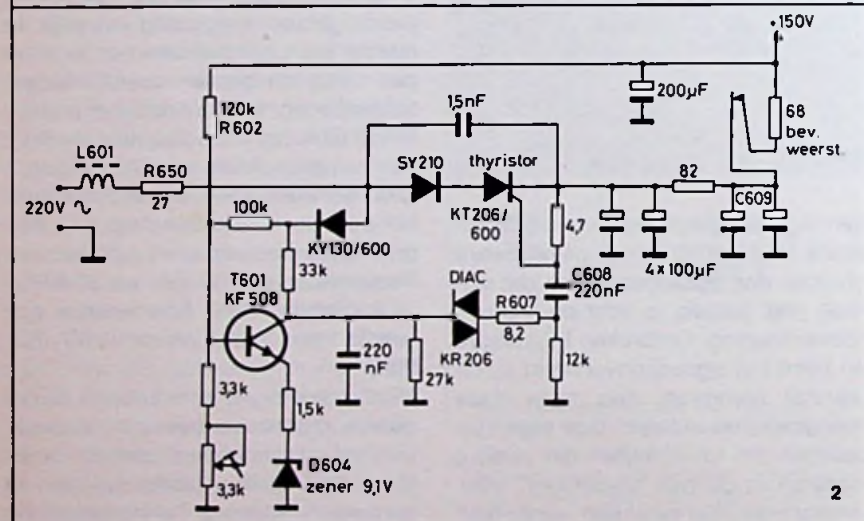 150V
200µF
68
bev.
weerst.
120k
R602
1,5nF
L601
R650
27
220V
SY210
thyristor
KT206/
600
82
C609
4x100µF
4,7
C608
220nF
12k
100k
KY130/600
33k
T601
KF 508
DIAC
R607
8,2
KR 206
220
nF
27k
3,3k
1,5k
3,3k
D604
zener 9,1V
2